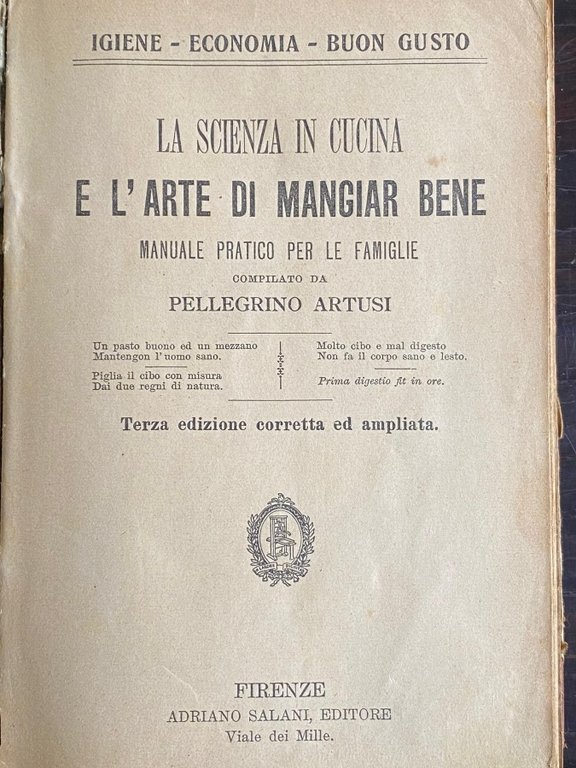 IGIENE - ECONOMIA - BUON GUSTO
LA SCIENZA IN CUCINA
E L'ARTE DI MANGIAR BENE
MANUALE PRATICO PER LE FAMIGLIE
COMPILATO DA
PELLEGRINO ARTUSI
Un pasto buono ed un mezzano
Mantengon l'uomo sano.
Piglia il cibo con misura
Dai due regni di natura.
Molto cibo e mal digesto
Non fa il corpo sano e lesto.
Prima digestio fit in ore.
Terza edizione corretta ed ampliata.
FIRENZE
ADRIANO SALANI, EDITORE
Viale dei Mille.